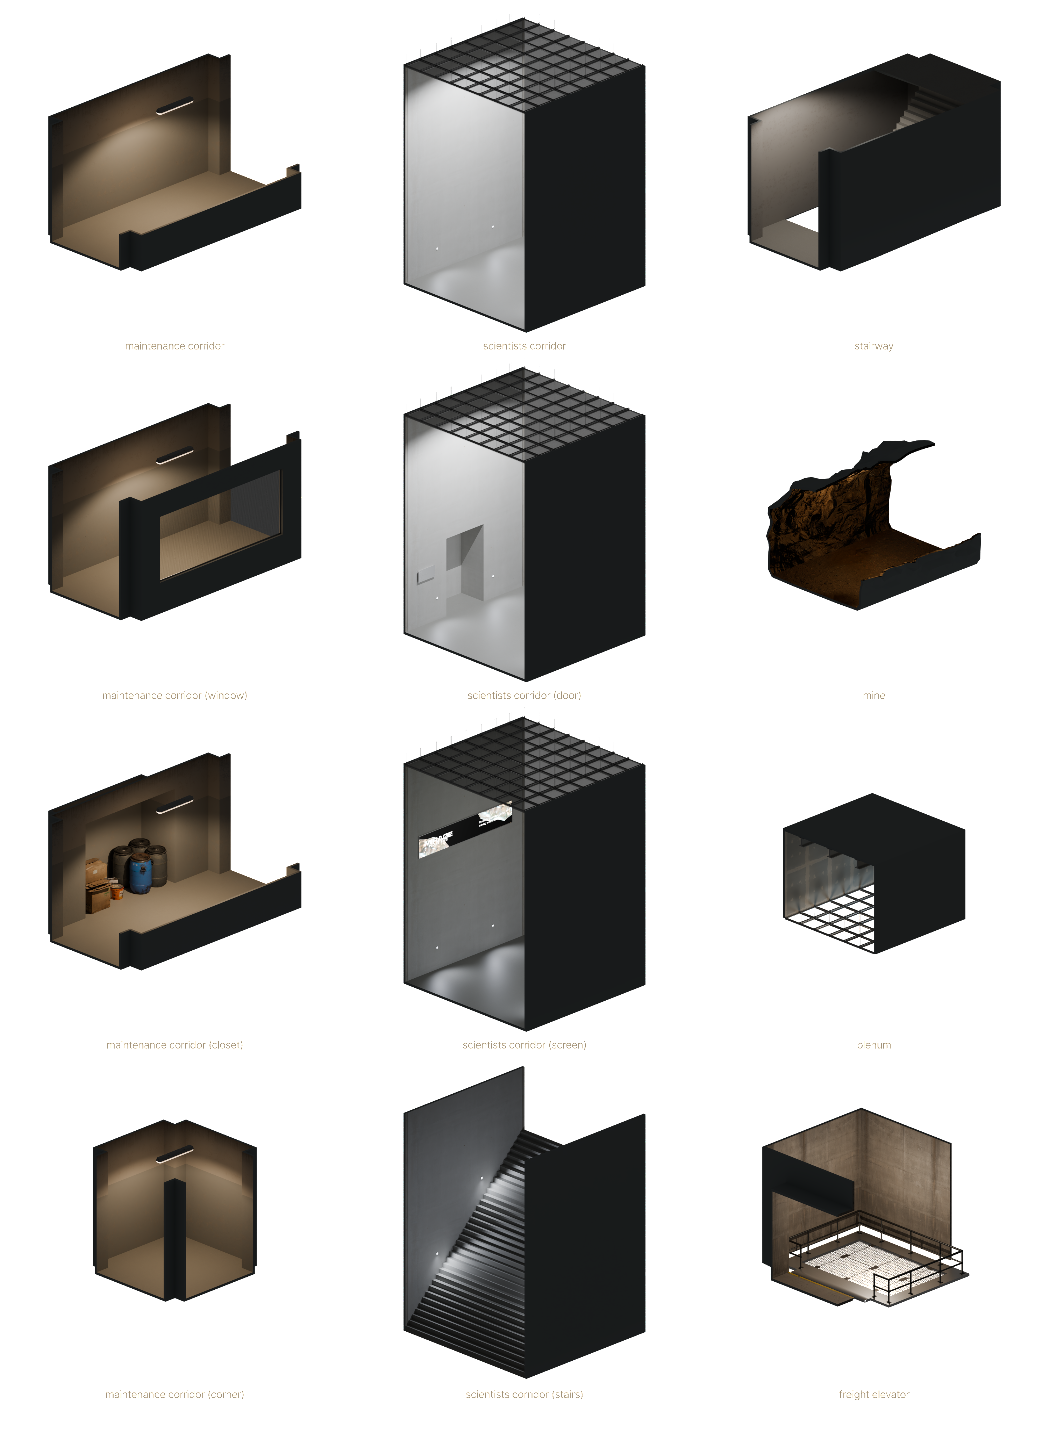 maintenance corridor
scientists corridor
stairway
maintenance corridor (window)
scientists corridor (door)
mine
maintenance corridor (closet)
scientists corridor (screen)
plenum
maintenance corridor (corner)
scientists corridor (stairs)
freight elevator